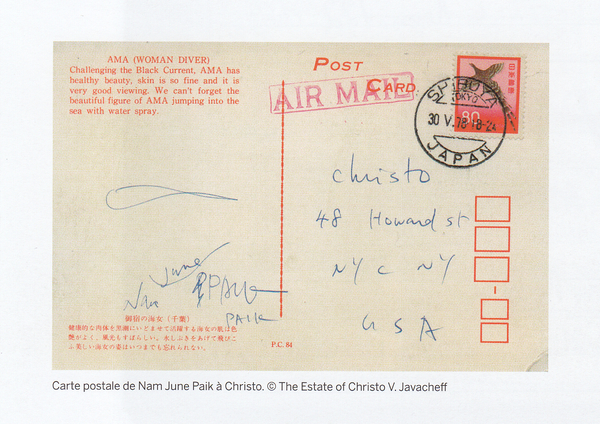 AMA (WOMAN DIVER)
Challenging the Black Current, AMA has
healthy beauty, skin is so fine and it is
very good viewing. We can't forget the
beautiful figure of AMA jumping into the
sea with water spray.
POST
CARD
AIR MAIL
日本郵便
80
SHIBUYA
TOKYO
30 V.78.18-24
JAPAN
Christo
48 Howard st
NYC NY
USA
Nam June PAIK
PAIK
御宿の海女(千葉)
健康的な肉体を黒潮にいどませて活躍する海女の肌は色
艶がよく、風光もすばらしい。水しぶきをあげて飛びこ
む美しい海女の姿はいつまでも忘れられない。
P.C. 84
Carte postale de Nam June Paik à Christo. © The Estate of Christo V. Javacheff